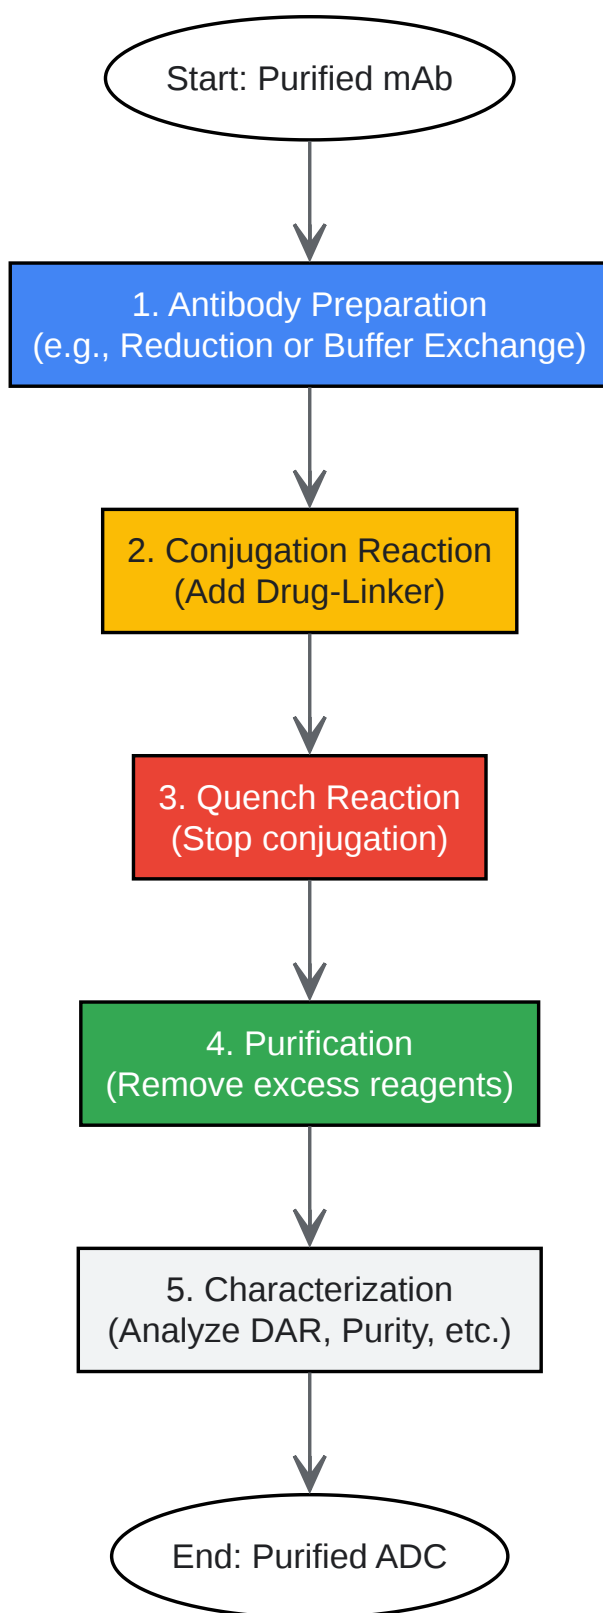 Start: Purified mAb
1. Antibody Preparation
(e.g., Reduction or Buffer Exchange)
2. Conjugation Reaction
(Add Drug-Linker)
3. Quench Reaction
(Stop conjugation)
4. Purification
(Remove excess reagents)
5. Characterization
(Analyze DAR, Purity, etc.)
End: Purified ADC